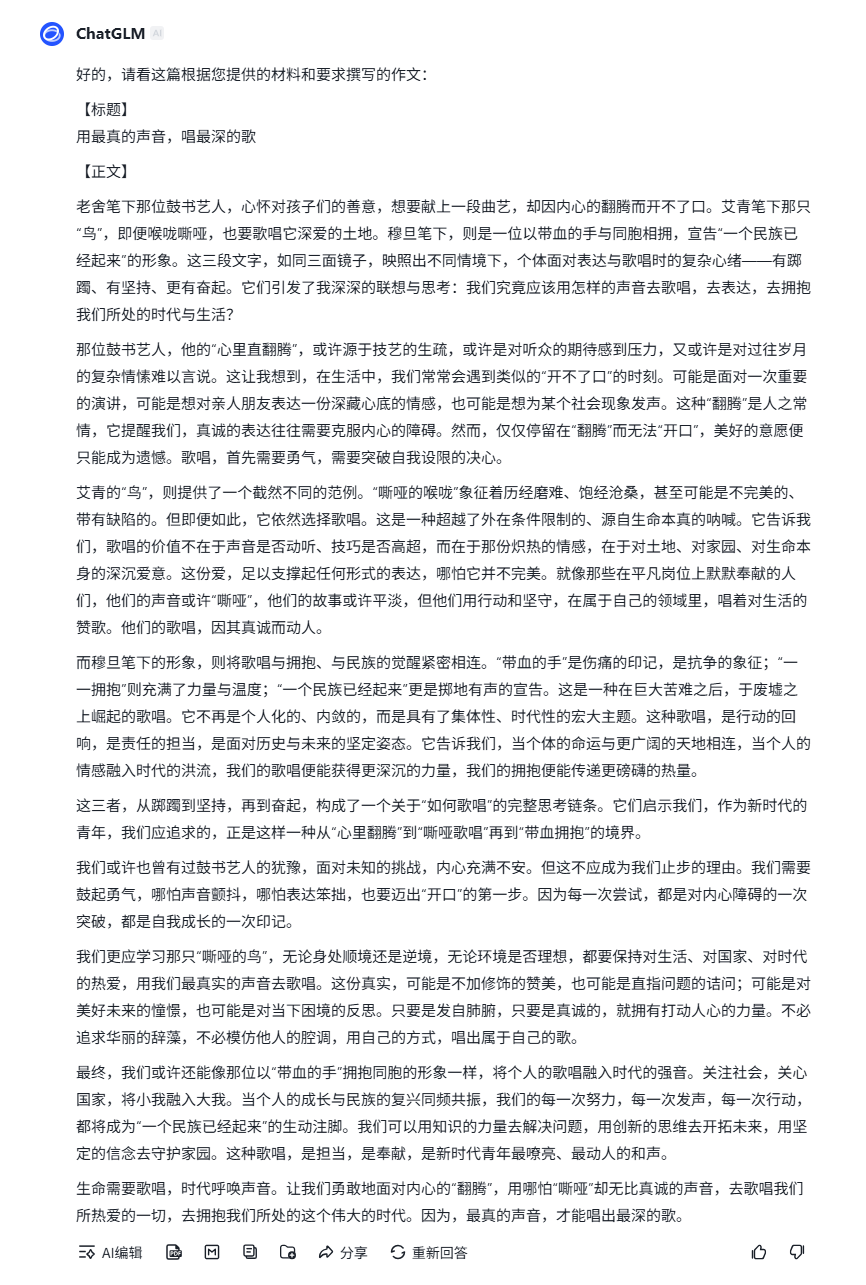 ChatGLM AI
好的，请看这篇根据您提供的材料和要求撰写的作文：
【标题】
用最真的声音，唱最深的歌
【正文】
老舍笔下那位鼓书艺人，心怀对孩子们的善意，想要献上一段曲艺，却因内心的翻腾而开不了口。艾青笔下那只
“鸟”，即便喉咙嘶哑，也要歌唱它深爱的土地。穆旦笔下，则是一位以带血的手与同胞相拥，宣告“一个民族已
经起来”的形象。这三段文字，如同三面镜子，映照出不同情境下，个体面对表达与歌唱时的复杂心绪——有踯
躅、有坚持、更有奋起。它们引发了我深深的联想与思考：我们究竟应该用怎样的声音去歌唱，去表达，去拥抱
我们所处的时代与生活？
那位鼓书艺人，他的“心里直翻腾”，或许源于技艺的生疏，或许是对听众的期待感到压力，又或许是对过往岁月
的复杂情愫难以言说。这让我想到，在生活中，我们常常会遇到类似的“开不了口”的时刻。可能是面对一次重要
的演讲，可能是想对亲人朋友表达一份深藏心底的情感，也可能是想为某个社会现象发声。这种“翻腾”是人之常
情，它提醒我们，真诚的表达往往需要克服内心的障碍。然而，仅仅停留在“翻腾”而无法“开口”，美好的意愿便
只能成为遗憾。歌唱，首先需要勇气，需要突破自我设限的决心。
艾青的“鸟”，则提供了一个截然不同的范例。“嘶哑的喉咙”象征着历经磨难、饱经沧桑，甚至可能是不完美的、
带有缺陷的。但即便如此，它依然选择歌唱。这是一种超越了外在条件限制的、源自生命本真的呐喊。它告诉我
们，歌唱的价值不在于声音是否动听、技巧是否高超，而在于那份炽热的情感，在于对土地、对家园、对生命本
身的深沉爱意。这份爱，足以支撑起任何形式的表达，哪怕它并不完美。就像那些在平凡岗位上默默奉献的人
们，他们的声音或许“嘶哑”，他们的故事或许平淡，但他们用行动和坚守，在属于自己的领域里，唱着对生活的
赞歌。他们的歌唱，因其真诚而动人。
而穆旦笔下的形象，则将歌唱与拥抱、与民族的觉醒紧密相连。“带血的手”是伤痛的印记，是抗争的象征；“一
一拥抱”则充满了力量与温度；“一个民族已经起来”更是掷地有声的宣告。这是一种在巨大苦难之后，于废墟之
上崛起的歌唱。它不再是个人化的、内敛的，而是具有了集体性、时代性的宏大主题。这种歌唱，是行动的回
响，是责任的担当，是面对历史与未来的坚定姿态。它告诉我们，当个体的命运与更广阔的天地相连，当个人的
情感融入时代的洪流，我们的歌唱便能获得更深沉的力量，我们的拥抱便能传递更磅礴的热量。
这三者，从踯躅到坚持，再到奋起，构成了一个关于“如何歌唱”的完整思考链条。它们启示我们，作为新时代的
青年，我们应追求的，正是这样一种从“心里翻腾”到“嘶哑歌唱”再到“带血拥抱”的境界。
我们或许也曾有过鼓书艺人的犹豫，面对未知的挑战，内心充满不安。但这不应成为我们止步的理由。我们需要
鼓起勇气，哪怕声音颤抖，哪怕表达笨拙，也要迈出“开口”的第一步。因为每一次尝试，都是对内心障碍的一次
突破，都是自我成长的一次印记。
我们更应学习那只“嘶哑的鸟”，无论身处顺境还是逆境，无论环境是否理想，都要保持对生活、对国家、对时代
的热爱，用我们最真实的声音去歌唱。这份真实，可能是不加修饰的赞美，也可能是直指问题的诘问；可能是对
美好未来的憧憬，也可能是对当下困境的反思。只要是发自肺腑，只要是真诚的，就拥有打动人心的力量。不必
追求华丽的辞藻，不必模仿他人的腔调，用自己的方式，唱出属于自己的歌。
最终，我们或许还能像那位以“带血的手”拥抱同胞的形象一样，将个人的歌唱融入时代的强音。关注社会，关心
国家，将小我融入大我。当个人的成长与民族的复兴同频共振，我们的每一次努力，每一次发声，每一次行动，
都将成为“一个民族已经起来”的生动注脚。我们可以用知识的力量去解决问题，用创新的思维去开拓未来，用坚
定的信念去守护家园。这种歌唱，是担当，是奉献，是新时代青年最嘹亮、最动人的和声。
生命需要歌唱，时代呼唤声音。让我们勇敢地面对内心的“翻腾”，用哪怕“嘶哑”却无比真诚的声音，去歌唱我们
所热爱的一切，去拥抱我们所处的这个伟大的时代。因为，最真的声音，才能唱出最深的歌。
AI编辑 PDF M 分享 重新回答